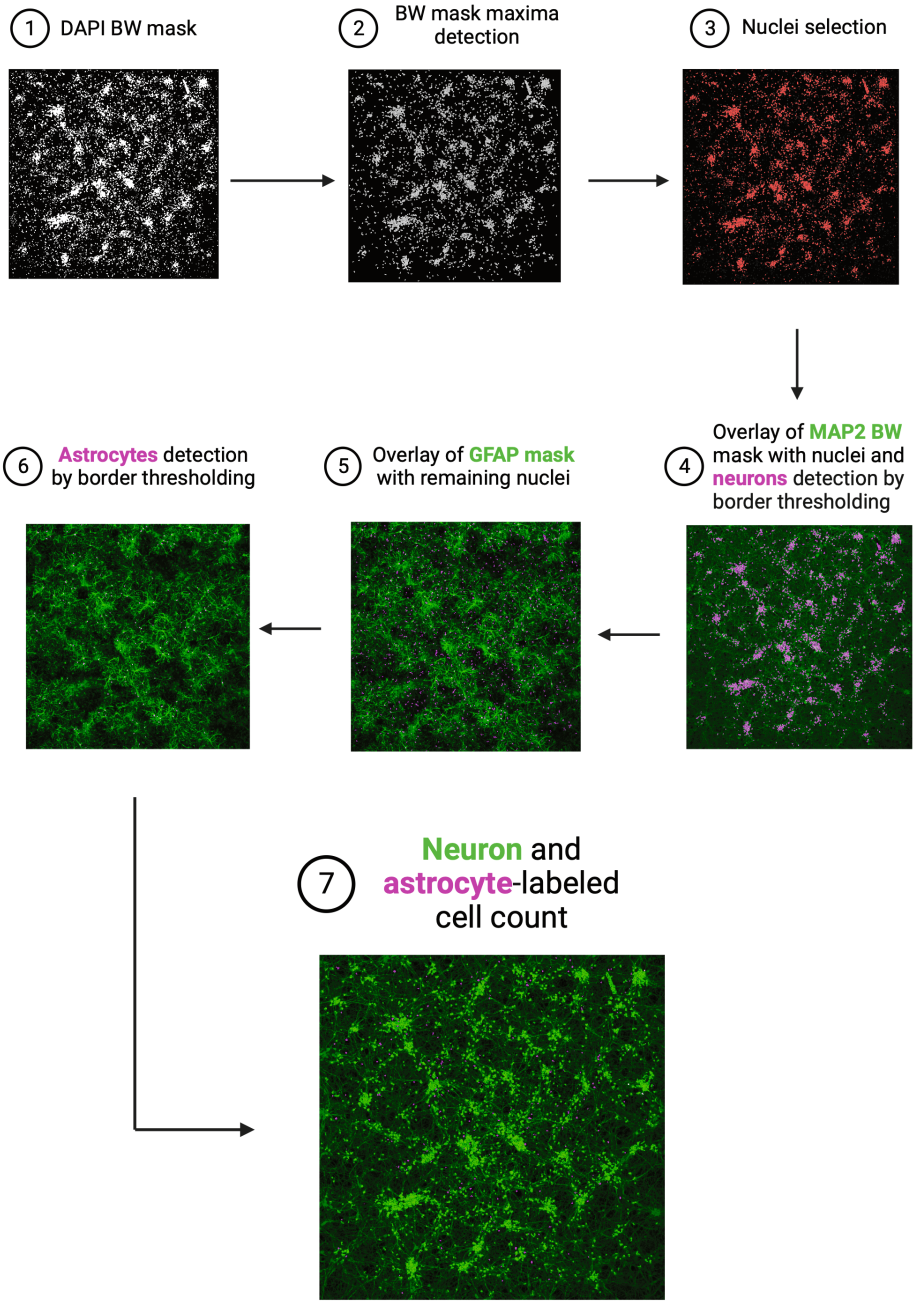 1
DAPI BW mask
2
BW mask maxima
detection
3
Nuclei selection
4
Overlay of MAP2 BW
mask with nuclei and
neurons detection by
border thresholding
5
Overlay of GFAP mask
with remaining nuclei
6
Astrocytes detection
by border thresholding
7
Neuron and
astrocyte-labeled
cell count